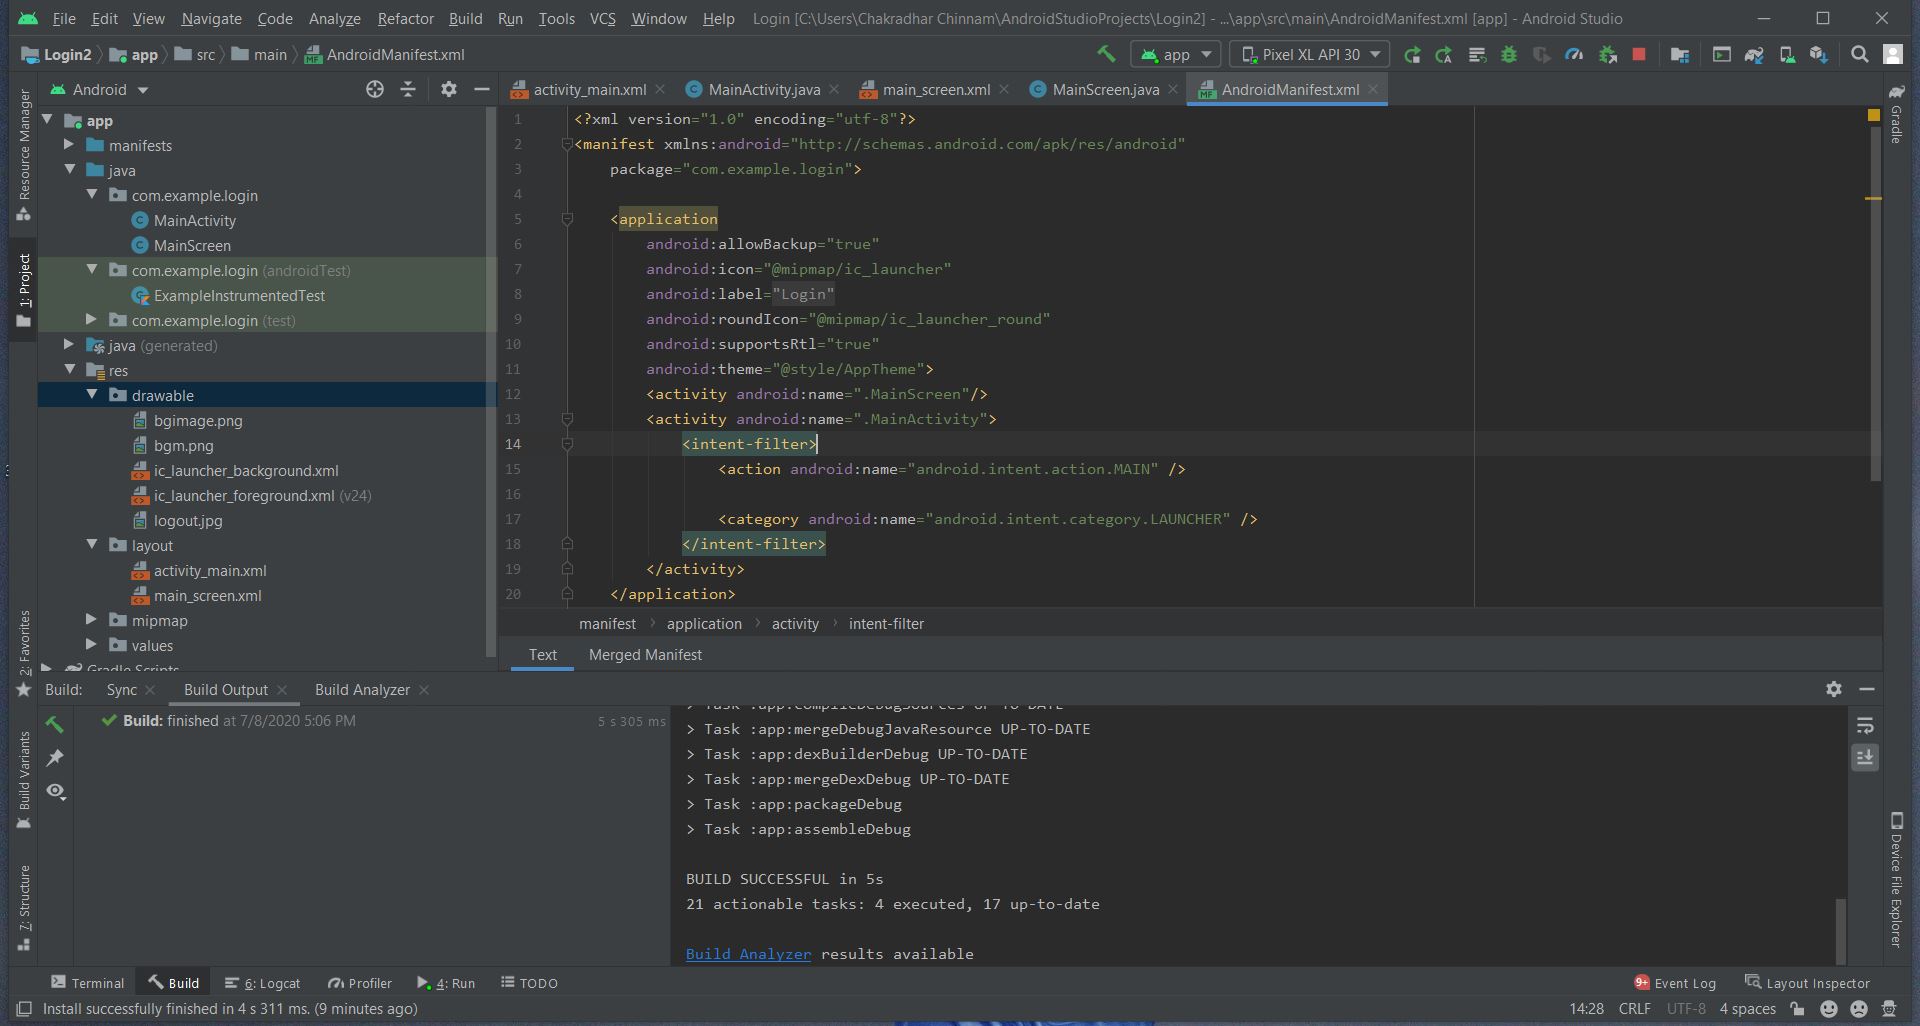 File Edit View Navigate Code Analyze Refactor Build Run Tools VCS Window Help Login [C:\Users\Chakradhar Chinnam\AndroidStudioProjects\Login2] - ...\app\src\main\AndroidManifest.xml [app] - Android Studio
Login2 app src main AndroidManifest.xml app Pixel XL API 30
Android
activity_main.xml MainActivity.java main_screen.xml MainScreen.java AndroidManifest.xml
Resource Manager
1: Project
2: Favorites
Build Variants
7: Structure
app
manifests
java
com.example.login
MainActivity
MainScreen
com.example.login (androidTest)
ExampleInstrumentedTest
com.example.login (test)
java (generated)
res
drawable
bgimage.png
bgm.png
ic_launcher_background.xml
ic_launcher_foreground.xml (v24)
logout.jpg
layout
activity_main.xml
main_screen.xml
mipmap
values
Gradle Scripts
1 <?xml version="1.0" encoding="utf-8"?>
2 <manifest xmlns:android="http://schemas.android.com/apk/res/android"
3 package="com.example.login">
4
5 <application
6 android:allowBackup="true"
7 android:icon="@mipmap/ic_launcher"
8 android:label="Login"
9 android:roundIcon="@mipmap/ic_launcher_round"
10 android:supportsRtl="true"
11 android:theme="@style/AppTheme">
12 <activity android:name=".MainScreen"/>
13 <activity android:name=".MainActivity">
14 <intent-filter>
15 <action android:name="android.intent.action.MAIN" />
16
17 <category android:name="android.intent.category.LAUNCHER" />
18 </intent-filter>
19 </activity>
20 </application>
manifest application activity intent-filter
Text Merged Manifest
Gradle
Device File Explorer
Build: Sync Build Output Build Analyzer
Build: finished at 7/8/2020 5:06 PM 5 s 305 ms
> Task :app:compileDebugSources UP-TO-DATE
> Task :app:mergeDebugJavaResource UP-TO-DATE
> Task :app:dexBuilderDebug UP-TO-DATE
> Task :app:mergeDexDebug UP-TO-DATE
> Task :app:packageDebug
> Task :app:assembleDebug
BUILD SUCCESSFUL in 5s
21 actionable tasks: 4 executed, 17 up-to-date
Build Analyzer results available
Terminal Build 6: Logcat Profiler 4: Run TODO 9+ Event Log Layout Inspector
Install successfully finished in 4 s 311 ms. (9 minutes ago) 14:28 CRLF UTF-8 4 spaces